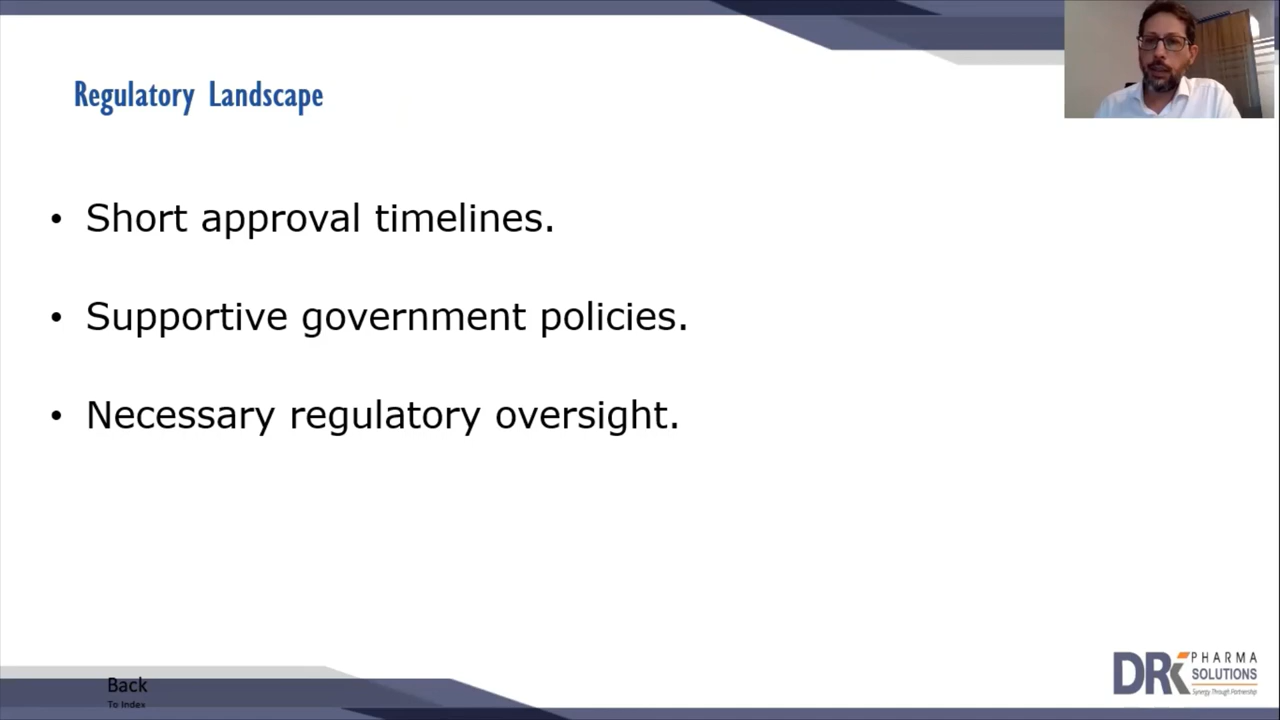 Regulatory Landscape
• Short approval timelines.
• Supportive government policies.
• Necessary regulatory oversight.
Back
To Index
DRK PHARMA
SOLUTIONS
Synergy Through Partnership